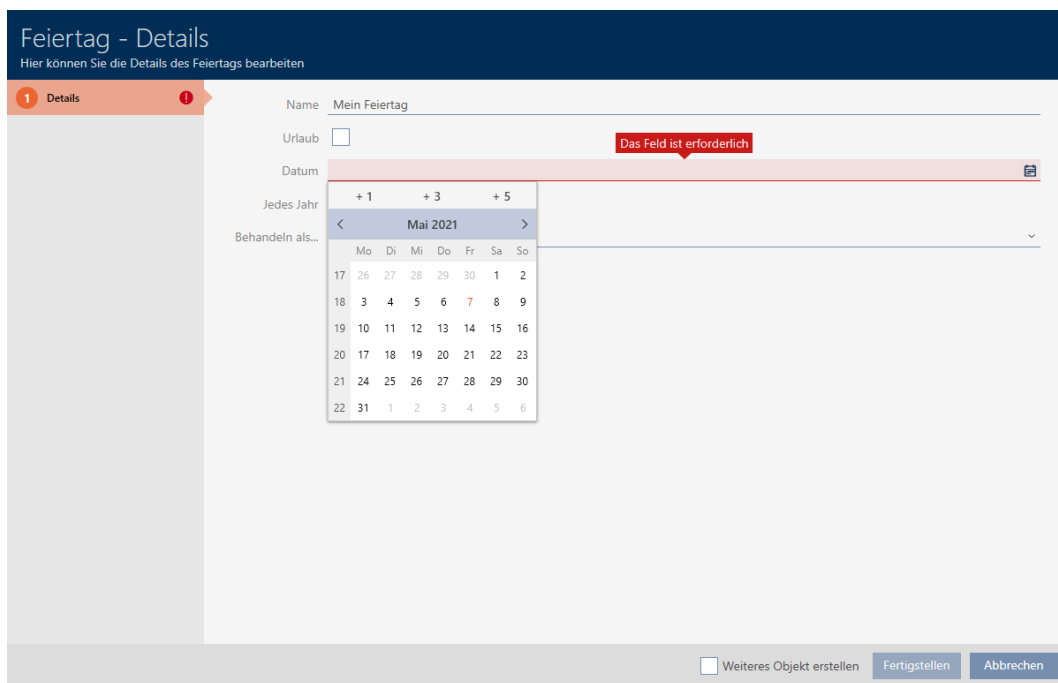 Feiertag - Details
Hier können Sie die Details des Feiertags bearbeiten
1 Details !
Name Mein Feiertag
Urlaub
Das Feld ist erforderlich
Datum
Jedes Jahr
Behandeln als...
+ 1 + 3 + 5
< Mai 2021 >
Mo Di Mi Do Fr Sa So
17 26 27 28 29 30 1 2
18 3 4 5 6 7 8 9
19 10 11 12 13 14 15 16
20 17 18 19 20 21 22 23
21 24 25 26 27 28 29 30
22 31 1 2 3 4 5 6
Weiteres Objekt erstellen Fertigstellen Abbrechen